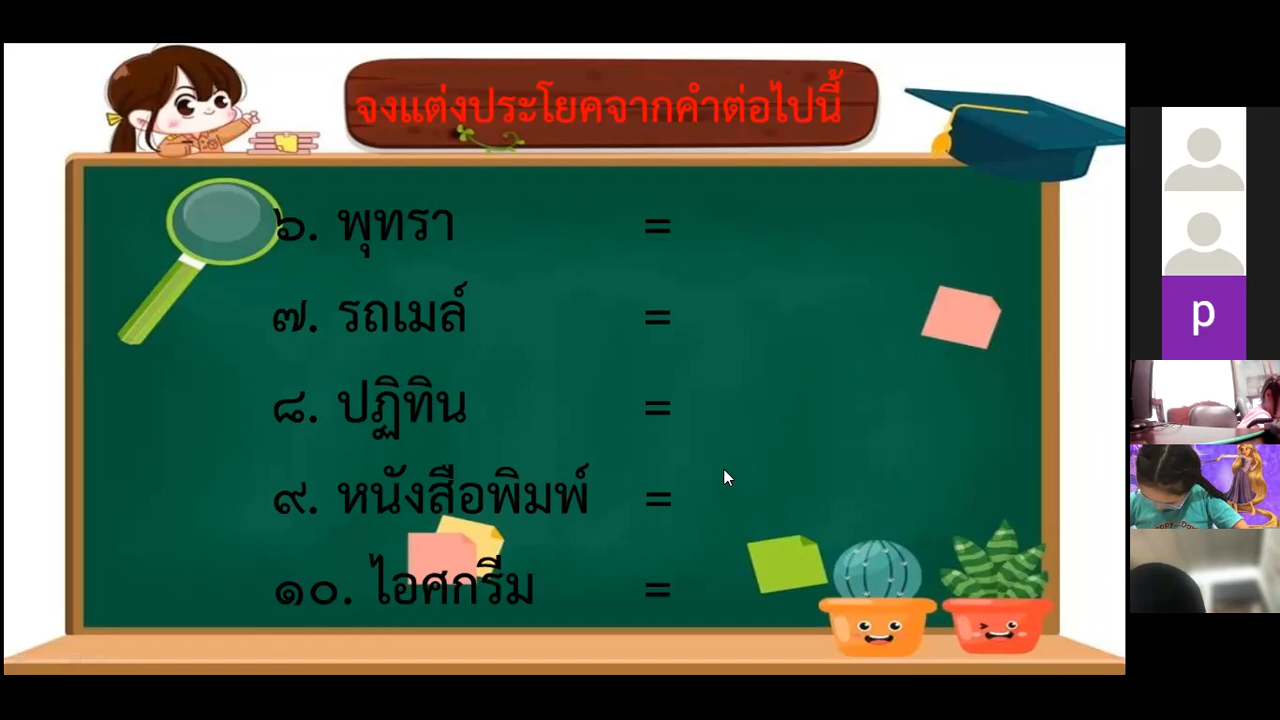 จงแต่งประโยคจากคำต่อไปนี้
๖. พุทรา =
๗. รถเมล์ =
๘. ปฏิทิน =
๙. หนังสือพิมพ์ =
๑๐. ไอศกรีม =
p